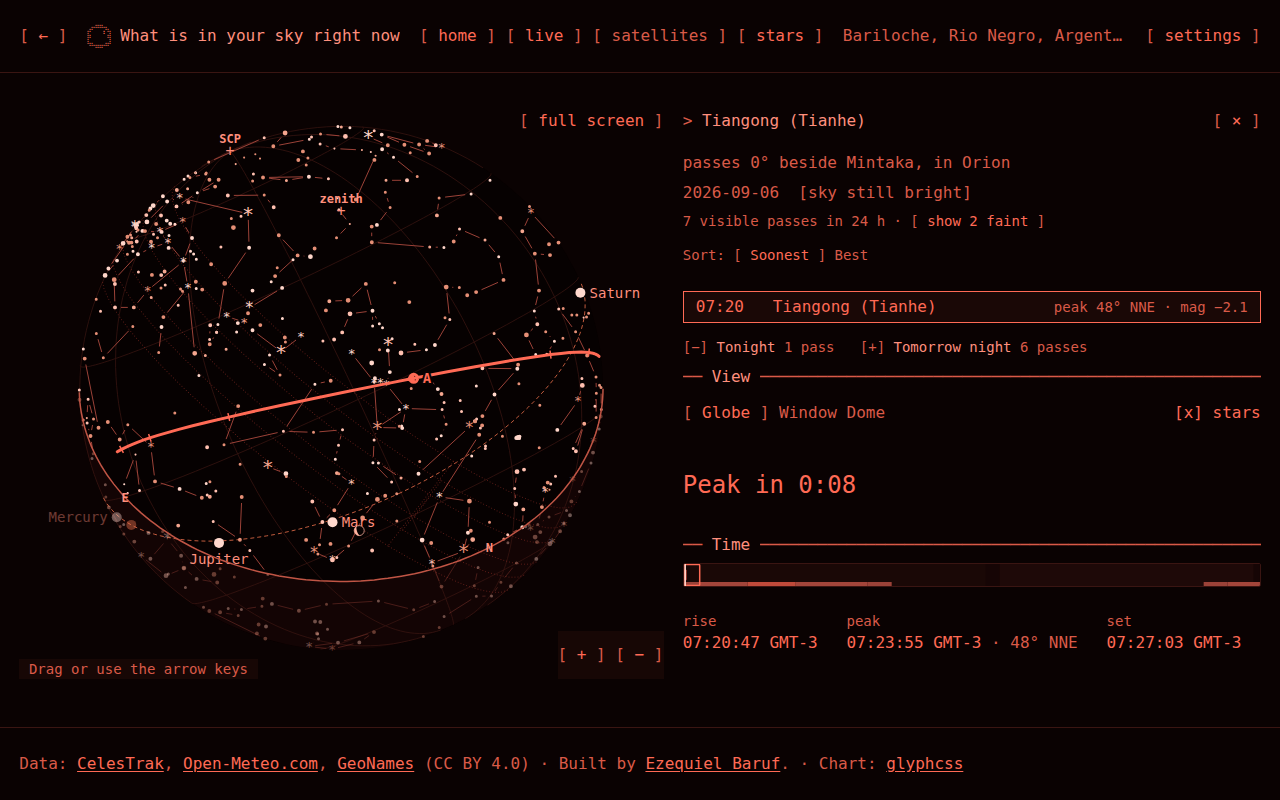 [ ← ] What is in your sky right now [ home ] [ live ] [ satellites ] [ stars ] Bariloche, Rio Negro, Argent… [ settings ]
[ full screen ]
SCP
zenith
Saturn
A
E
Mercury
Mars
Jupiter
N
Drag or use the arrow keys
[ + ] [ − ]
> Tiangong (Tianhe) [ × ]
passes 0° beside Mintaka, in Orion
2026-09-06 [sky still bright]
7 visible passes in 24 h · [ show 2 faint ]
Sort: [ Soonest ] Best
07:20 Tiangong (Tianhe) peak 48° NNE · mag −2.1
[−] Tonight 1 pass [+] Tomorrow night 6 passes
View
[ Globe ] Window Dome [x] stars
Peak in 0:08
Time
rise peak set
07:20:47 GMT-3 07:23:55 GMT-3 · 48° NNE 07:27:03 GMT-3
Data: CelesTrak, Open-Meteo.com, GeoNames (CC BY 4.0) · Built by Ezequiel Baruf. · Chart: glyphcss